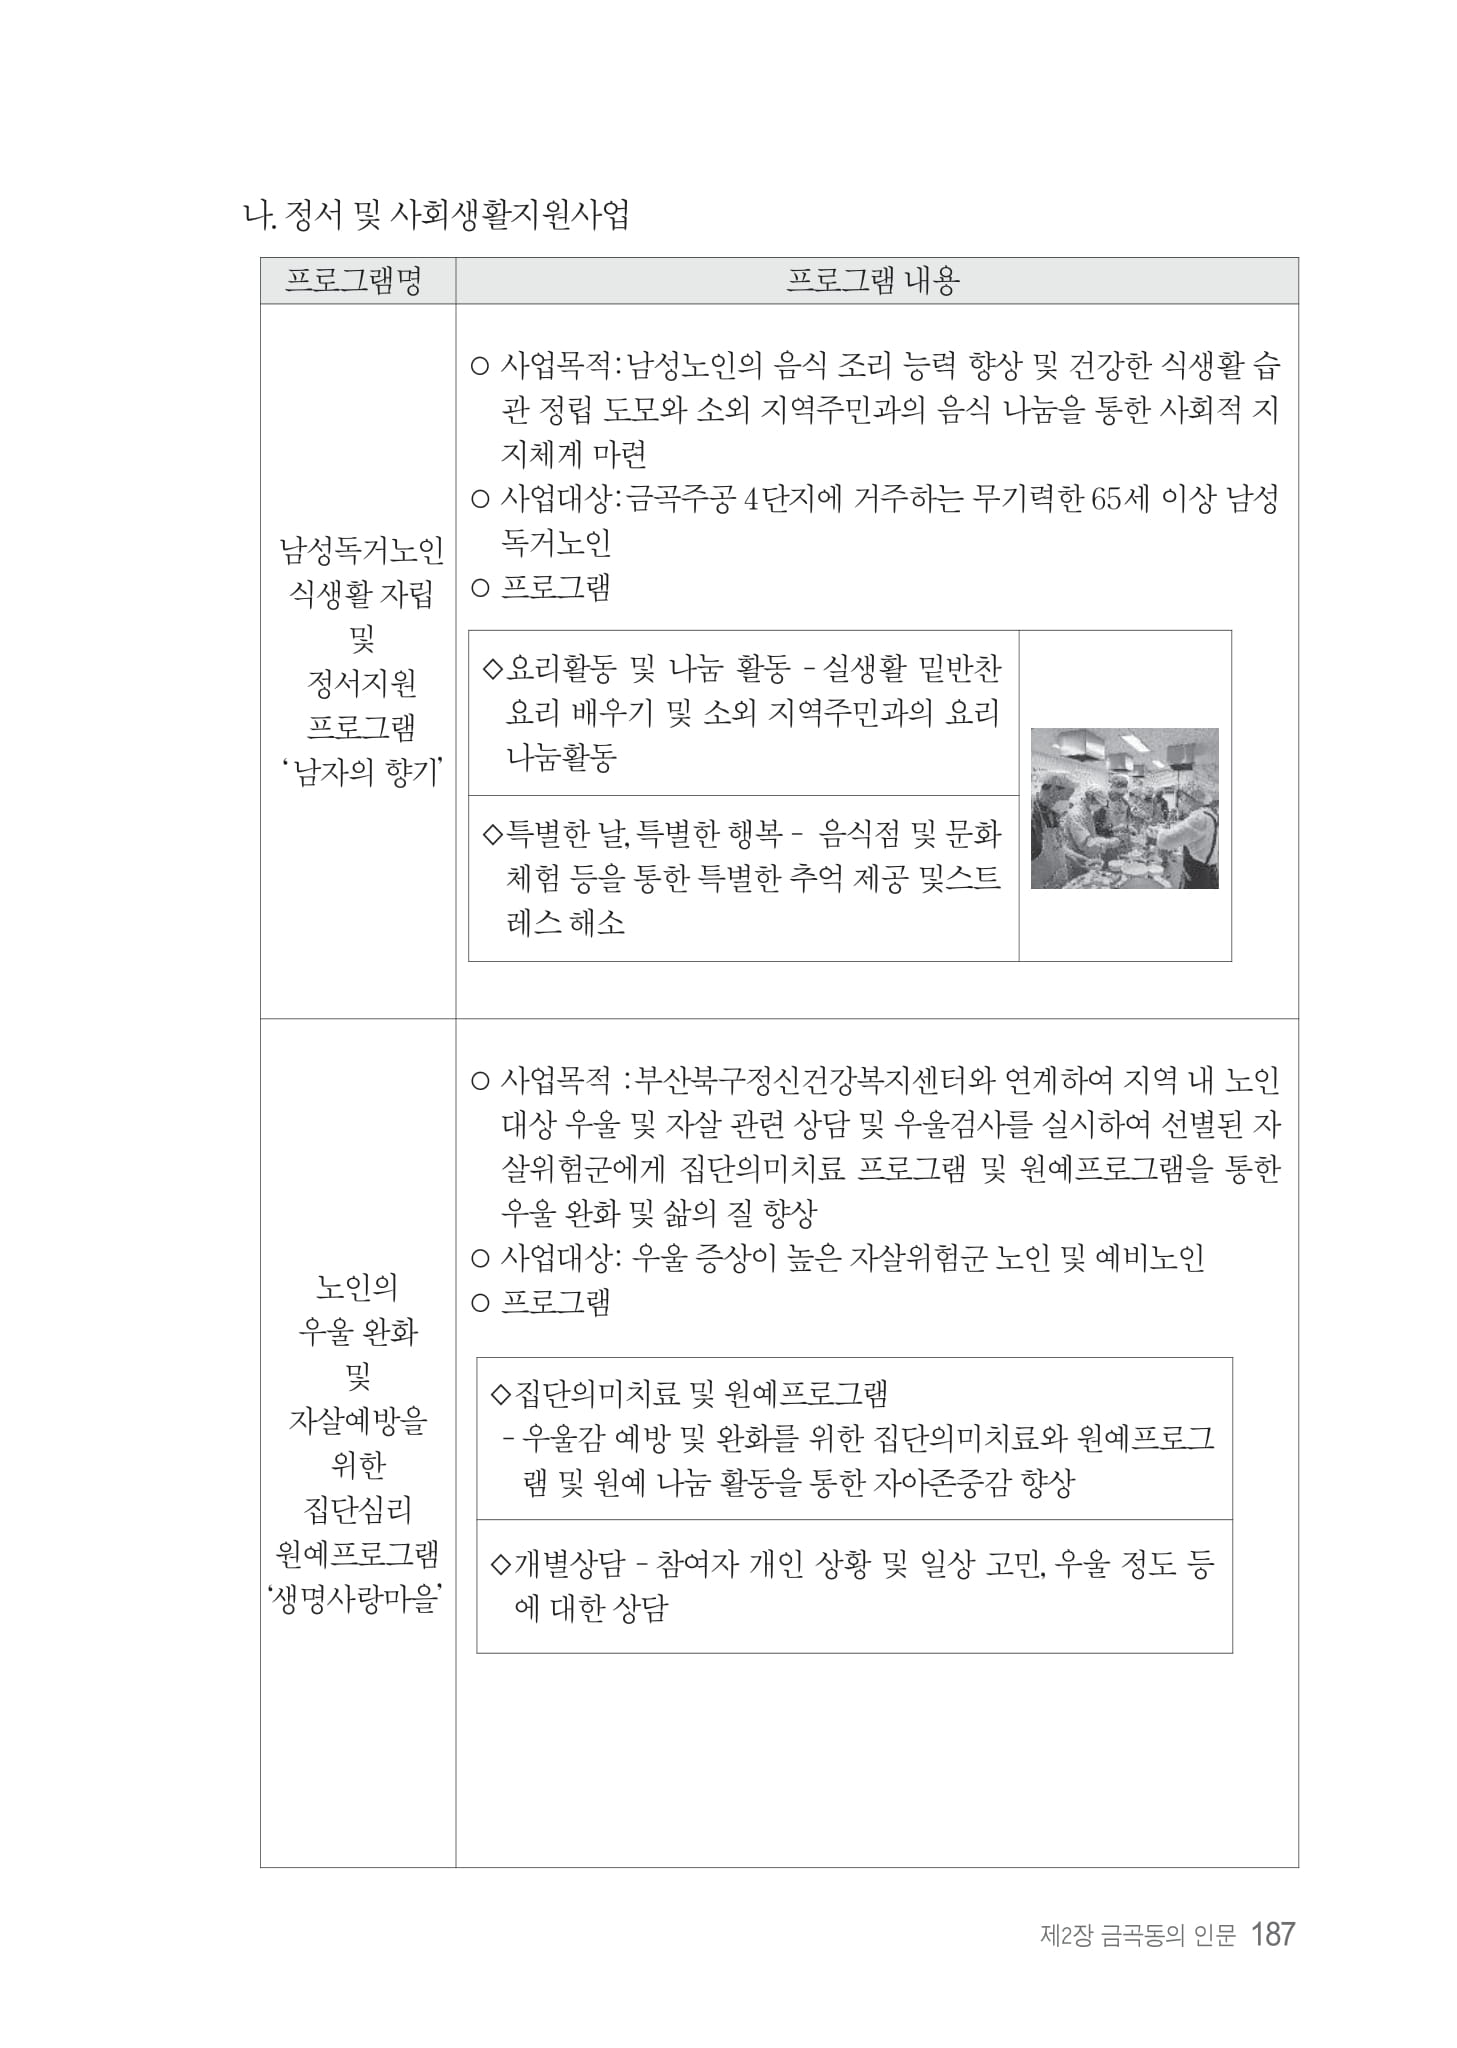 나. 정서 및 사회생활지원사업
프로그램명
프로그램 내용
남성독거노인
식생활 자립
및
정서지원
프로그램
‘남자의 향기’
○ 사업목적:남성노인의 음식 조리 능력 향상 및 건강한 식생활 습
관 정립 도모와 소외 지역주민과의 음식 나눔을 통한 사회적 지
지체계 마련
○ 사업대상:금곡주공 4단지에 거주하는 무기력한 65세 이상 남성
독거노인
○ 프로그램
◇요리활동 및 나눔 활동 - 실생활 밑반찬
요리 배우기 및 소외 지역주민과의 요리
나눔활동
◇특별한 날, 특별한 행복 - 음식점 및 문화
체험 등을 통한 특별한 추억 제공 및스트
레스 해소
노인의
우울 완화
및
자살예방을
위한
집단심리
원예프로그램
‘생명사랑마을’
○ 사업목적 :부산북구정신건강복지센터와 연계하여 지역 내 노인
대상 우울 및 자살 관련 상담 및 우울검사를 실시하여 선별된 자
살위험군에게 집단의미치료 프로그램 및 원예프로그램을 통한
우울 완화 및 삶의 질 향상
○ 사업대상: 우울 증상이 높은 자살위험군 노인 및 예비노인
○ 프로그램
◇집단의미치료 및 원예프로그램
- 우울감 예방 및 완화를 위한 집단의미치료와 원예프로그
램 및 원예 나눔 활동을 통한 자아존중감 향상
◇개별상담 - 참여자 개인 상황 및 일상 고민, 우울 정도 등
에 대한 상담
제2장 금곡동의 인문 187